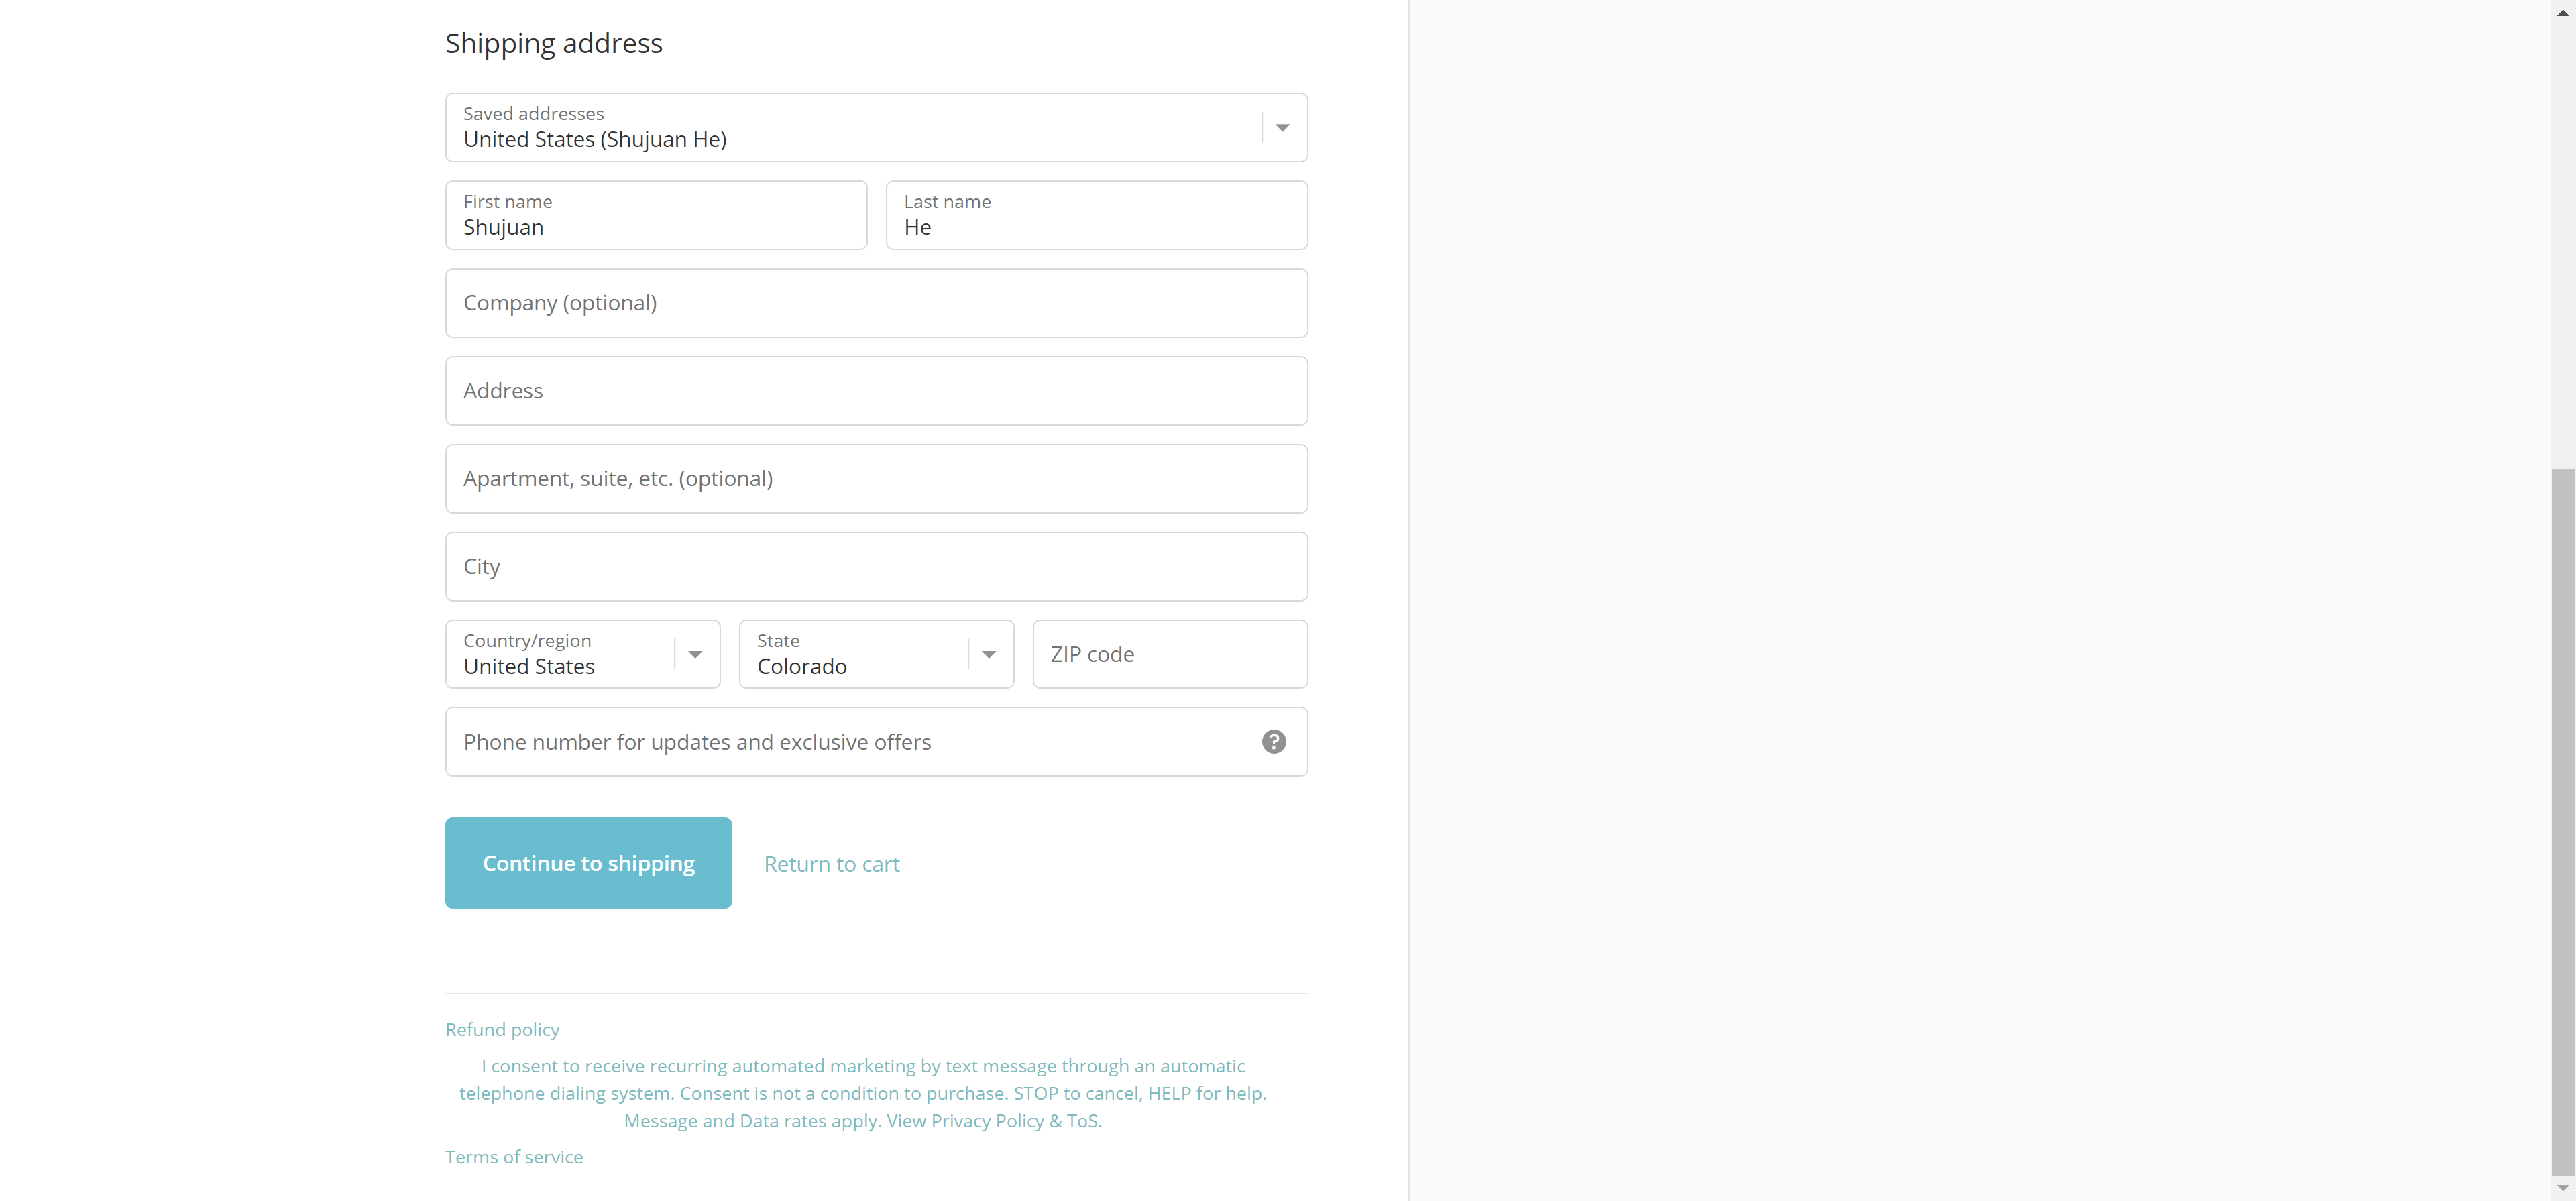 Shipping address
Saved addresses
United States (Shujuan He)
First name
Shujuan
Last name
He
Company (optional)
Address
Apartment, suite, etc. (optional)
City
Country/region
United States
State
Colorado
ZIP code
Phone number for updates and exclusive offers
?
Continue to shipping
Return to cart
Refund policy
I consent to receive recurring automated marketing by text message through an automatic
telephone dialing system. Consent is not a condition to purchase. STOP to cancel, HELP for help.
Message and Data rates apply. View Privacy Policy & ToS.
Terms of service